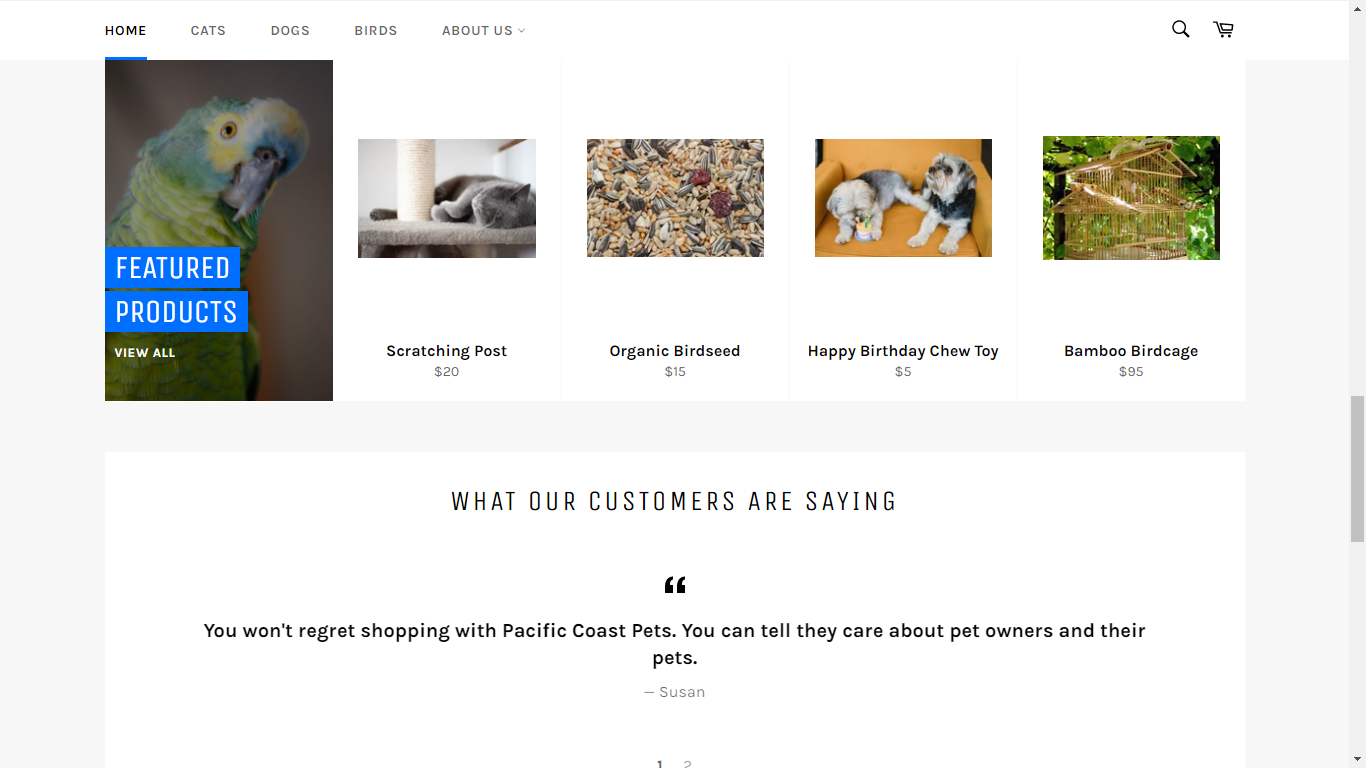 HOME CATS DOGS BIRDS ABOUT US
FEATURED
PRODUCTS
VIEW ALL
Scratching Post
$20
Organic Birdseed
$15
Happy Birthday Chew Toy
$5
Bamboo Birdcage
$95
WHAT OUR CUSTOMERS ARE SAYING
“
You won't regret shopping with Pacific Coast Pets. You can tell they care about pet owners and their
pets.
— Susan
1 2